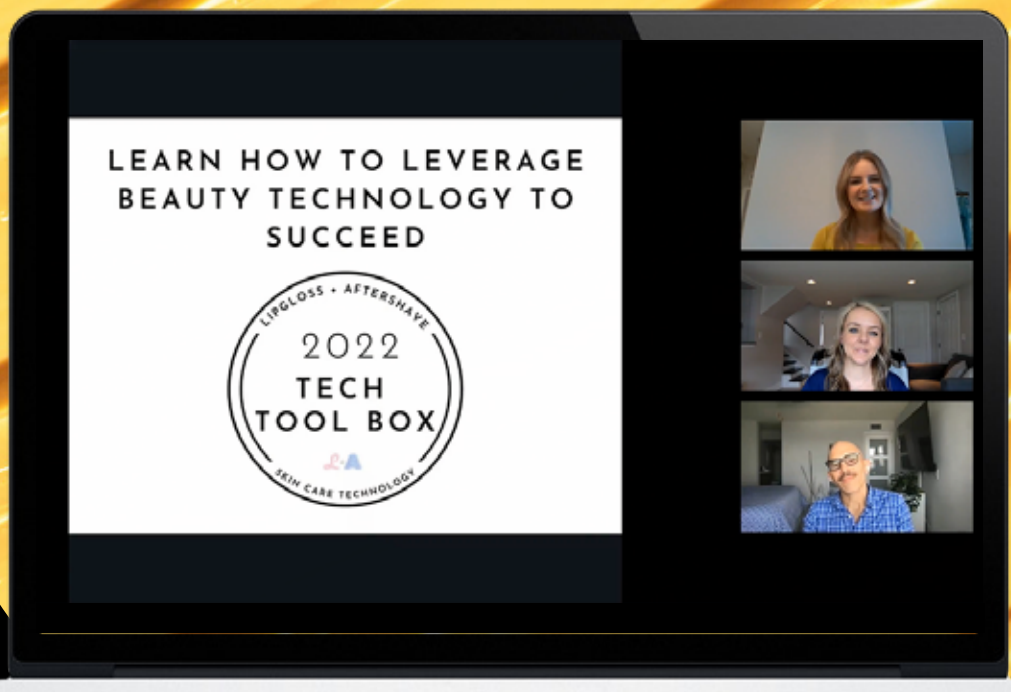 LEARN HOW TO LEVERAGE
BEAUTY TECHNOLOGY TO
SUCCEED
LIPGLOSS + AFTERSHAVE
2022
TECH
TOOL BOX
L+A
SKIN CARE TECHNOLOGY